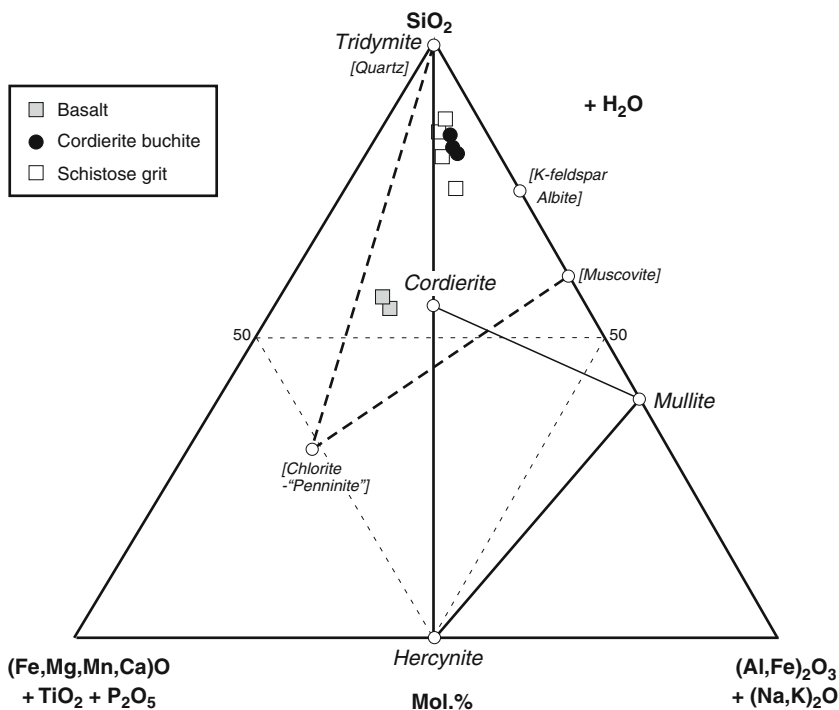 SiO₂
Tridymite
[Quartz]
Basalt
Cordierite buchite
Schistose grit
+ H₂O
[K-feldspar
Albite]
[Muscovite]
Cordierite
50
50
Mullite
[Chlorite
-“Penninite”]
Hercynite
(Fe,Mg,Mn,Ca)O
+ TiO₂ + P₂O₅
Mol.%
(Al,Fe)₂O₃
+ (Na,K)₂O